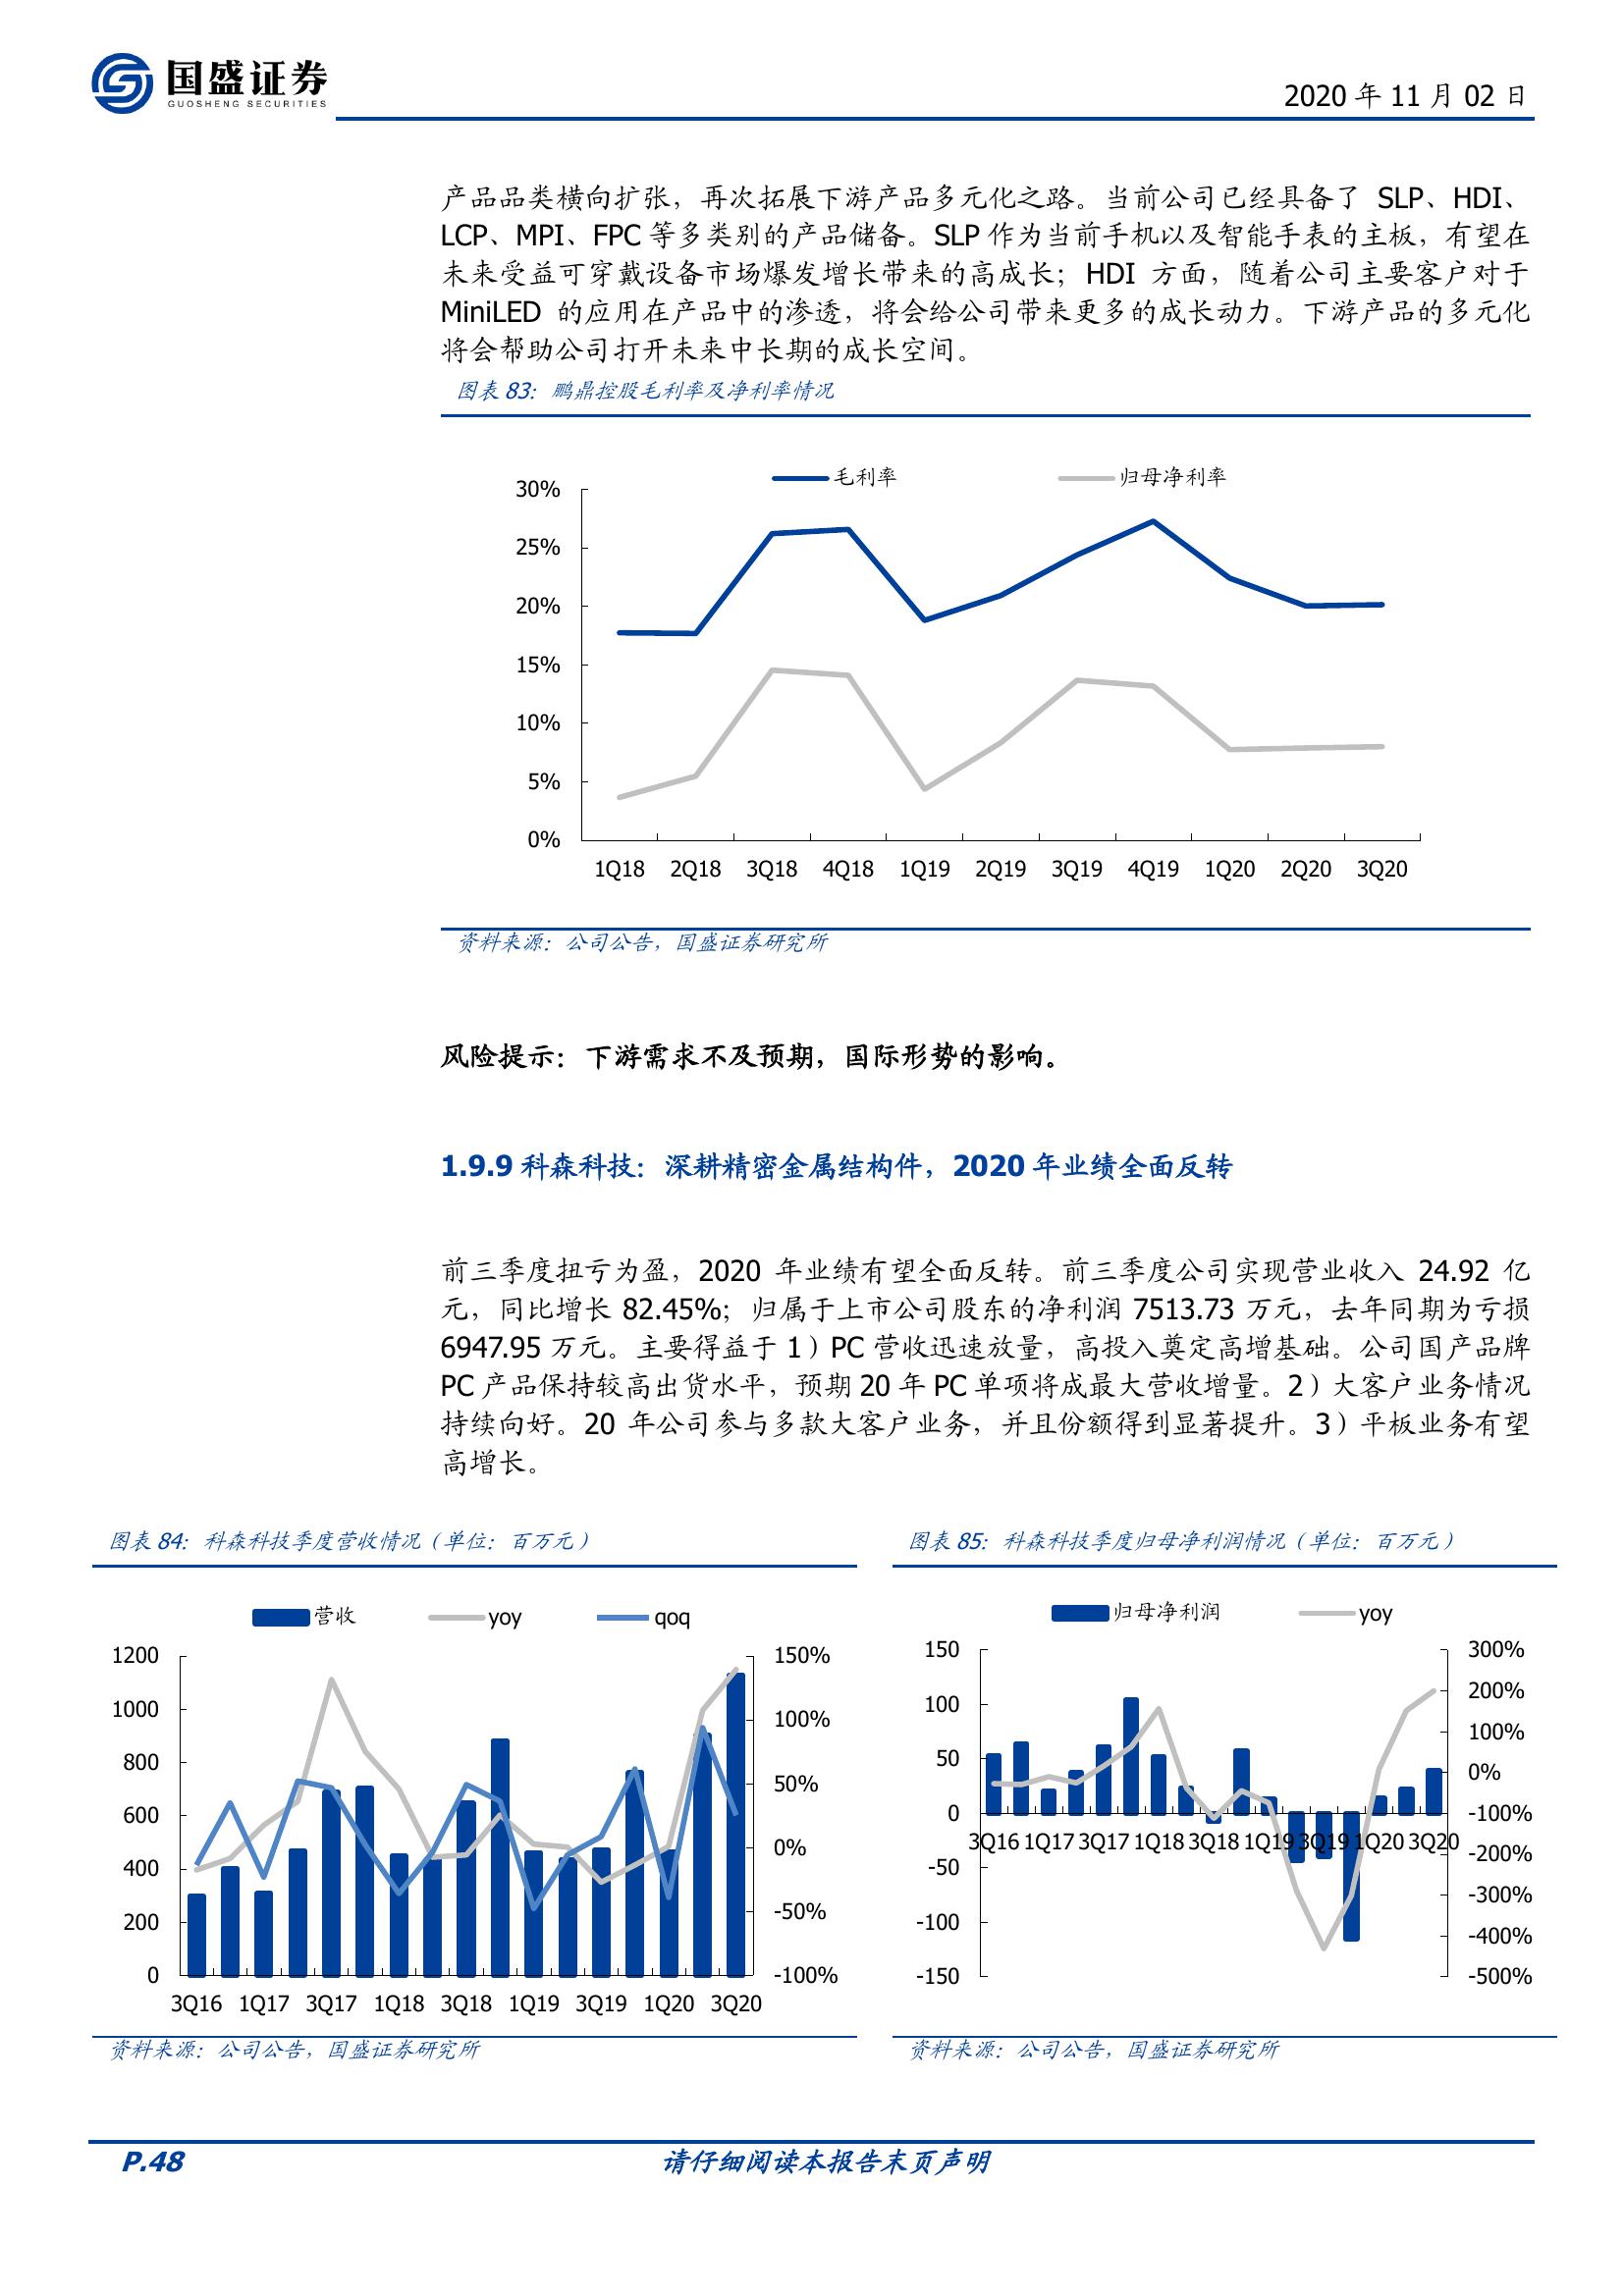 国盛证券
GUOSHENG SECURITIES
2020 年 11 月 02 日
产品品类横向扩张，再次拓展下游产品多元化之路。当前公司已经具备了 SLP、HDI、
LCP、MPI、FPC 等多类别的产品储备。SLP 作为当前手机以及智能手表的主板，有望在
未来受益可穿戴设备市场爆发增长带来的高成长；HDI 方面，随着公司主要客户对于
MiniLED 的应用在产品中的渗透，将会给公司带来更多的成长动力。下游产品的多元化
将会帮助公司打开未来中长期的成长空间。
图表 83：鹏鼎控股毛利率及净利率情况
毛利率 归母净利率
30%
25%
20%
15%
10%
5%
0%
1Q18 2Q18 3Q18 4Q18 1Q19 2Q19 3Q19 4Q19 1Q20 2Q20 3Q20
资料来源：公司公告，国盛证券研究所
风险提示：下游需求不及预期，国际形势的影响。
1.9.9 科森科技：深耕精密金属结构件，2020 年业绩全面反转
前三季度扭亏为盈，2020 年业绩有望全面反转。前三季度公司实现营业收入 24.92 亿
元，同比增长 82.45%；归属于上市公司股东的净利润 7513.73 万元，去年同期为亏损
6947.95 万元。主要得益于 1）PC 营收迅速放量，高投入奠定高增基础。公司国产品牌
PC 产品保持较高出货水平，预期 20 年 PC 单项将成最大营收增量。2）大客户业务情况
持续向好。20 年公司参与多款大客户业务，并且份额得到显著提升。3）平板业务有望
高增长。
图表 84：科森科技季度营收情况（单位：百万元）
营收 yoy qoq
1200
1000
800
600
400
200
0
150%
100%
50%
0%
-50%
-100%
3Q16 1Q17 3Q17 1Q18 3Q18 1Q19 3Q19 1Q20 3Q20
资料来源：公司公告，国盛证券研究所
图表 85：科森科技季度归母净利润情况（单位：百万元）
归母净利润 yoy
150
100
50
0
-50
-100
-150
300%
200%
100%
0%
-100%
-200%
-300%
-400%
-500%
3Q16 1Q17 3Q17 1Q18 3Q18 1Q19 3Q19 1Q20 3Q20
资料来源：公司公告，国盛证券研究所
P.48
请仔细阅读本报告末页声明